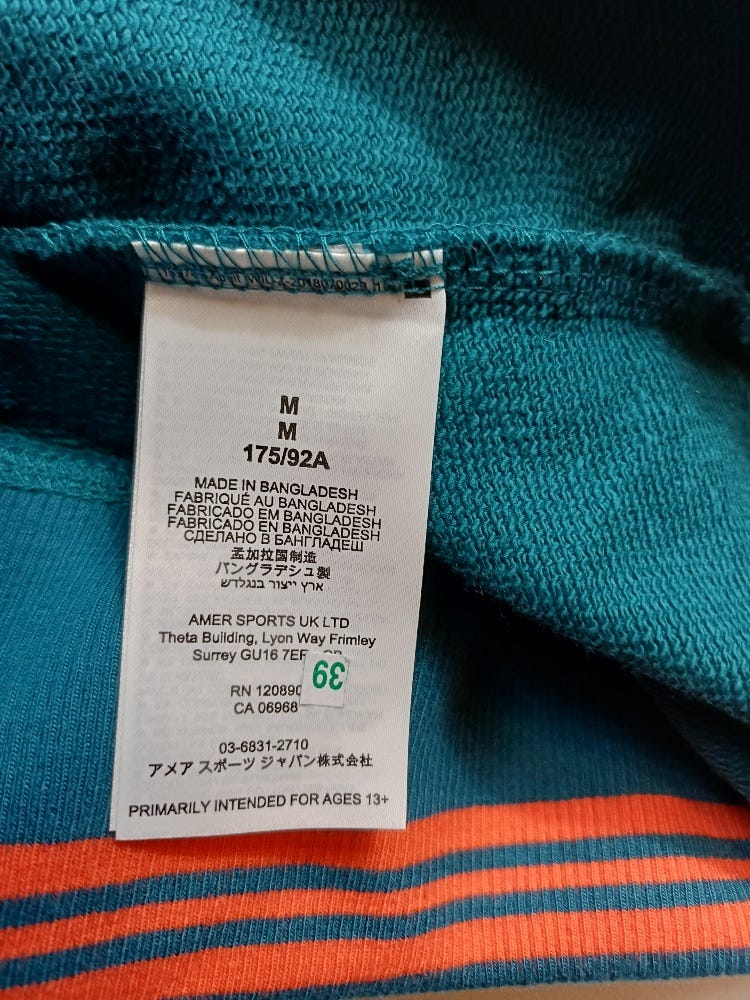 M
M
175/92A
MADE IN BANGLADESH
FABRIQUÉ AU BANGLADESH
FABRICADO EM BANGLADESH
FABRICADO EN BANGLADESH
СДЕЛАНО В БАНГЛАДЕШ
孟加拉国制造
バングラデシュ製
ארץ ייצור בנגלדש
AMER SPORTS UK LTD
Theta Building, Lyon Way Frimley
Surrey GU16
39
RN
CA
03-6831-2710
アメア スポーツ ジャパン株式会社
PRIMARILY INTENDED FOR AGES 13+